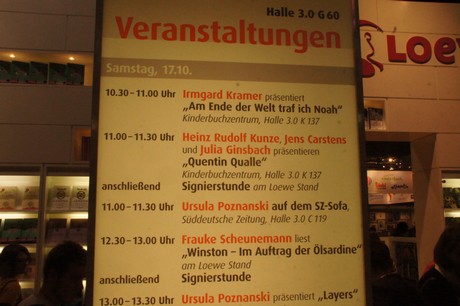 Halle 3.0 G 60
Veranstaltungen
LOEWE
Samstag, 17.10.
10.30 – 11.00 Uhr Irmgard Kramer präsentiert
„Am Ende der Welt traf ich Noah“
Kinderbuchzentrum, Halle 3.0 K 137
11.00 – 11.30 Uhr Heinz Rudolf Kunze, Jens Carstens
und Julia Ginsbach präsentieren
„Quentin Qualle“
Kinderbuchzentrum, Halle 3.0 K 137
anschließend Signierstunde am Loewe Stand
11.00 – 11.30 Uhr Ursula Poznanski auf dem SZ-Sofa,
Süddeutsche Zeitung, Halle 3.0 C 119
12.30 – 13.00 Uhr Frauke Scheunemann liest
„Winston – Im Auftrag der Ölsardine“
am Loewe Stand
anschließend Signierstunde
13.00 – 13.30 Uhr Ursula Poznanski präsentiert „Layers“